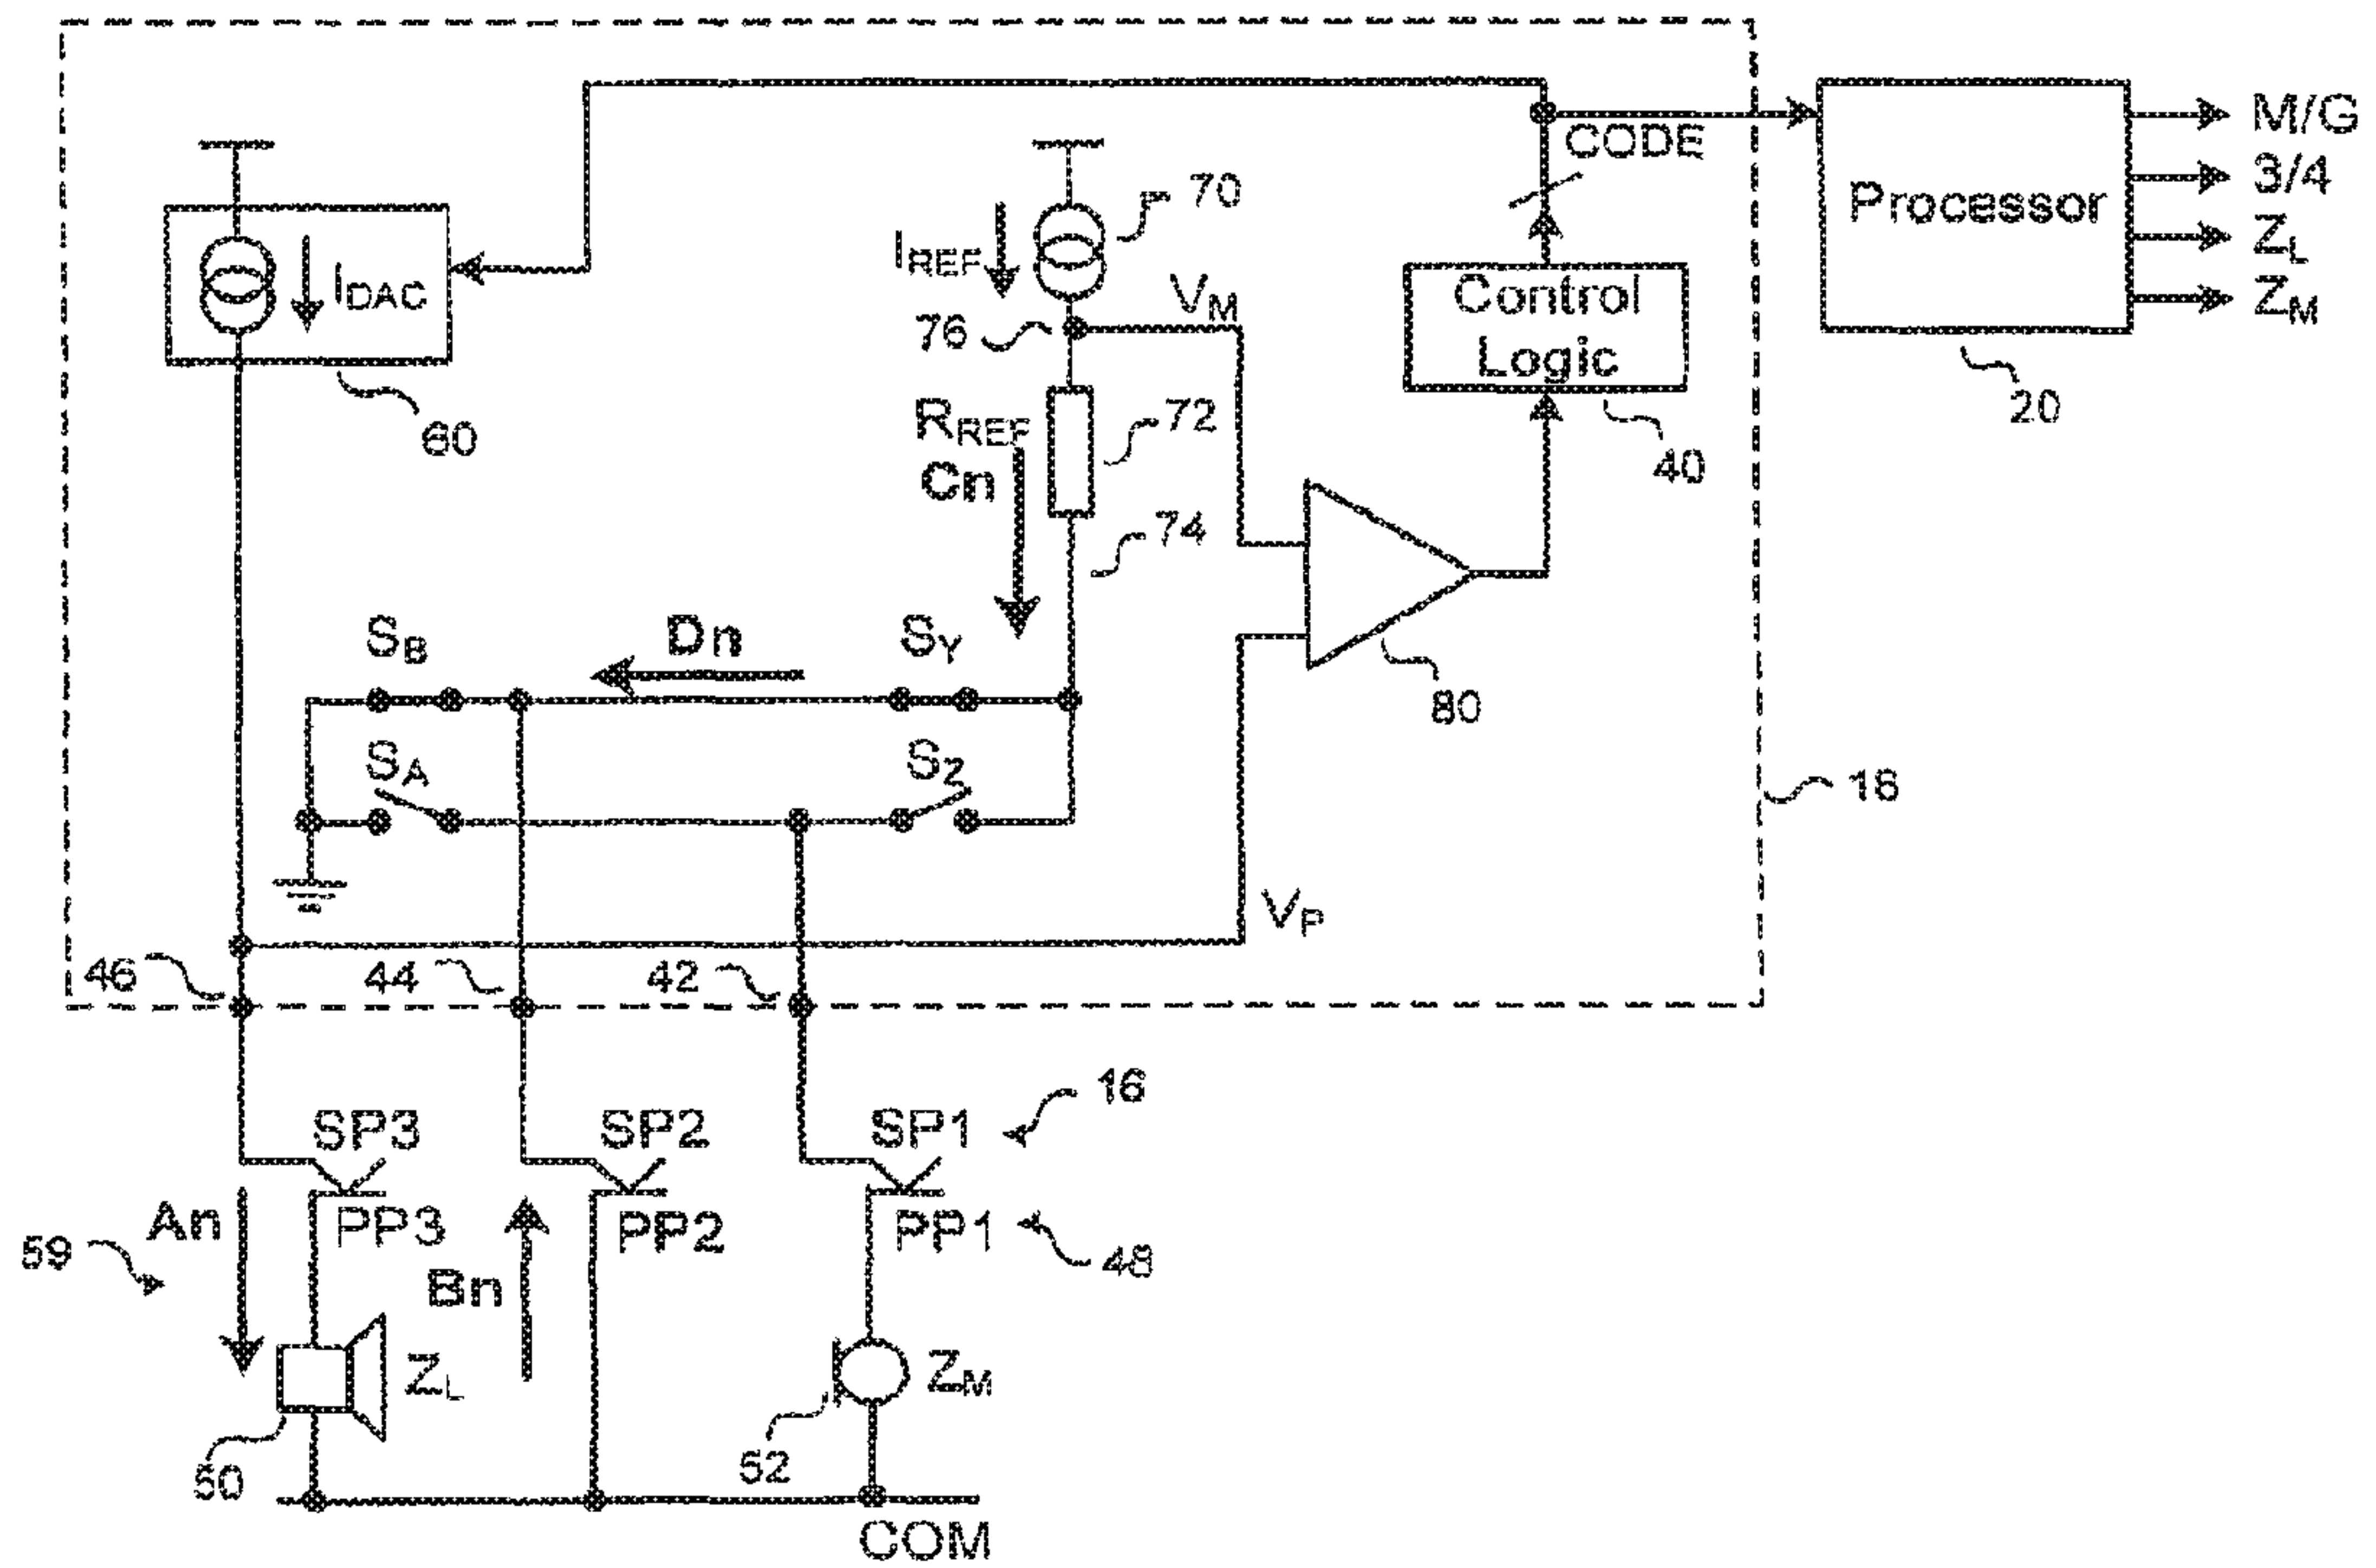 M/G
CODE
Processor
3/4
70
I_REF
Z_L
I_DAC
V_M
Control
Logic
Z_M
76
20
60
R_REF
72
40
Cn
74
S_B
Dn
S_Y
80
S_A
S_Z
18
V_P
46
44
42
16
SP3
SP2
SP1
An
PP3
PP2
PP1
59
48
Bn
Z_L
Z_M
50
52
COM